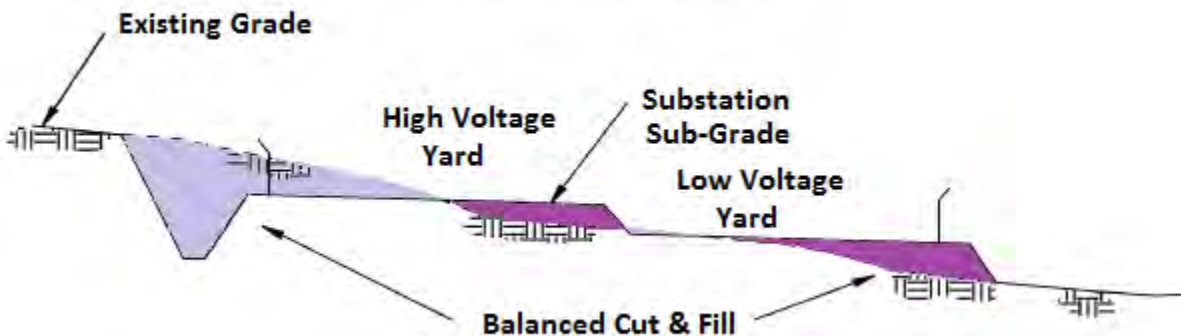 Existing Grade
High Voltage
Yard
Substation
Sub-Grade
Low Voltage
Yard
Balanced Cut & Fill